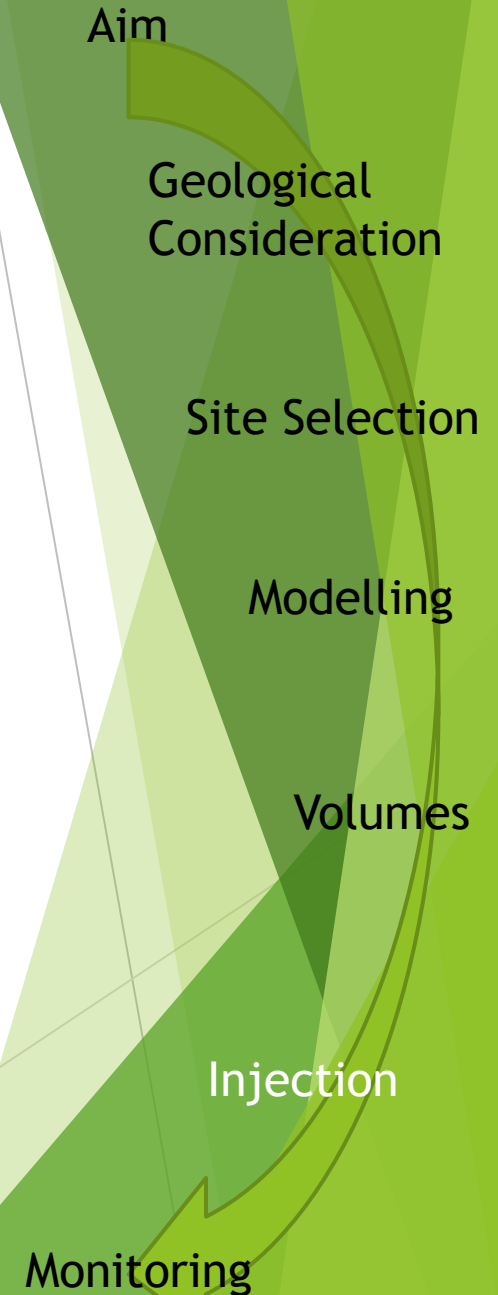 Aim
Geological
Consideration
Site Selection
Modelling
Volumes
Injection
Monitoring